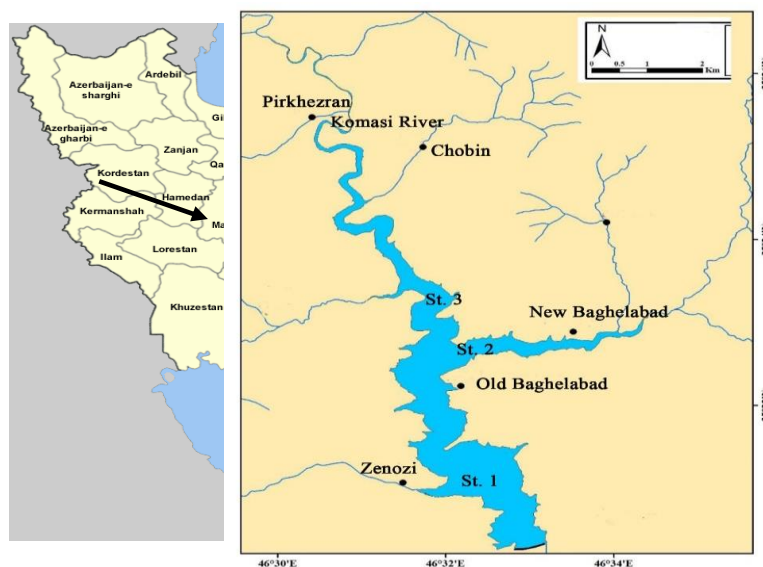 Ardebil
Azerbaijan-e
sharghi
Azerbaijan-e
gharbi
Zanjan
Kordestan
Hamedan
Kermanshah
Lorestan
Ilam
Khuzestan
N
0 0.5 1 2
Km
Pirkhezran
Komasi River
Chobin
St. 3
New Baghelabad
St. 2
Old Baghelabad
Zenozi
St. 1
46°30'E 46°32'E 46°34'E